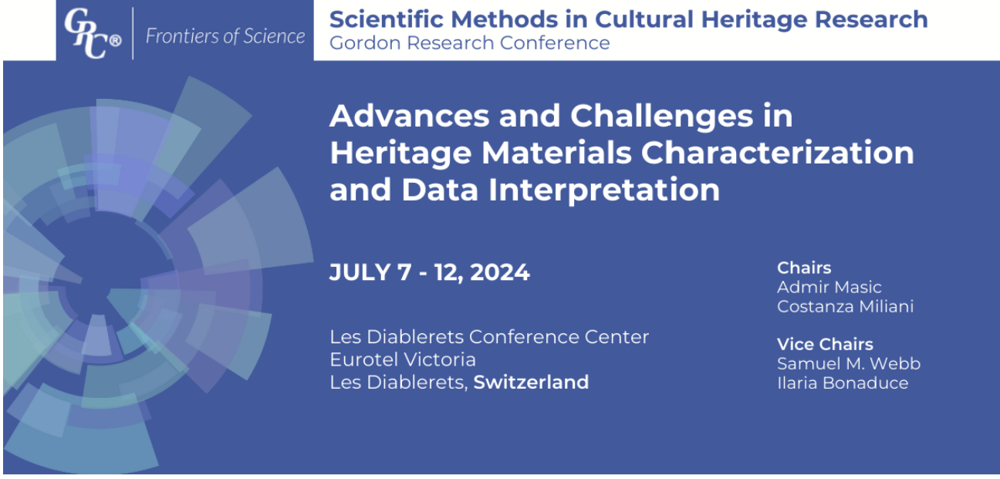 GRC® Frontiers of Science
Scientific Methods in Cultural Heritage Research
Gordon Research Conference
Advances and Challenges in
Heritage Materials Characterization
and Data Interpretation
JULY 7 - 12, 2024
Les Diablerets Conference Center
Eurotel Victoria
Les Diablerets, Switzerland
Chairs
Admir Masic
Costanza Miliani
Vice Chairs
Samuel M. Webb
Ilaria Bonaduce